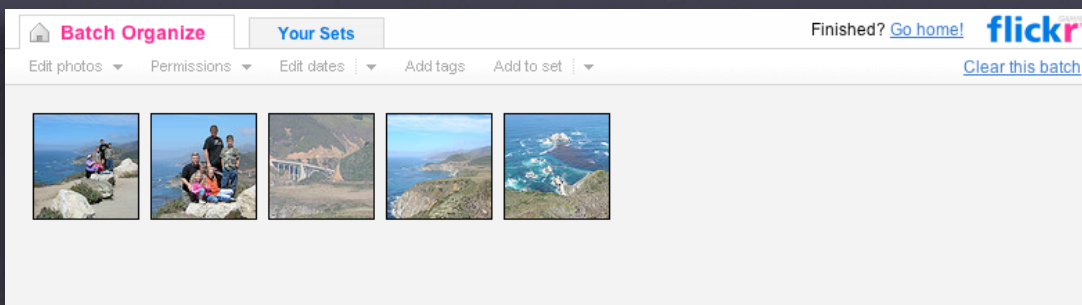 Batch Organize Your Sets Finished? Go home! flickr GAMMA
Edit photos Permissions Edit dates Add tags Add to set Clear this batch